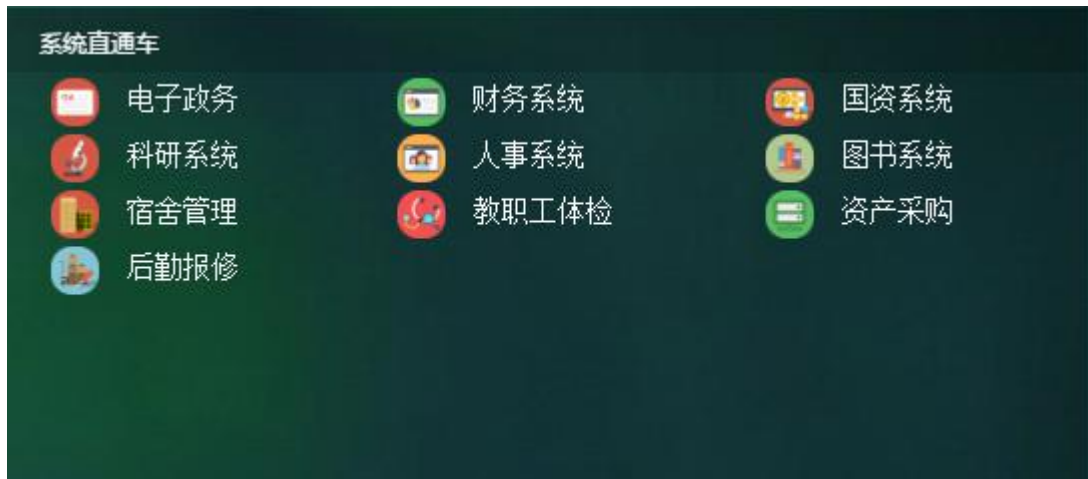 系统直通车
电子政务 财务系统 国资系统
科研系统 人事系统 图书系统
宿舍管理 教职工体检 资产采购
后勤报修